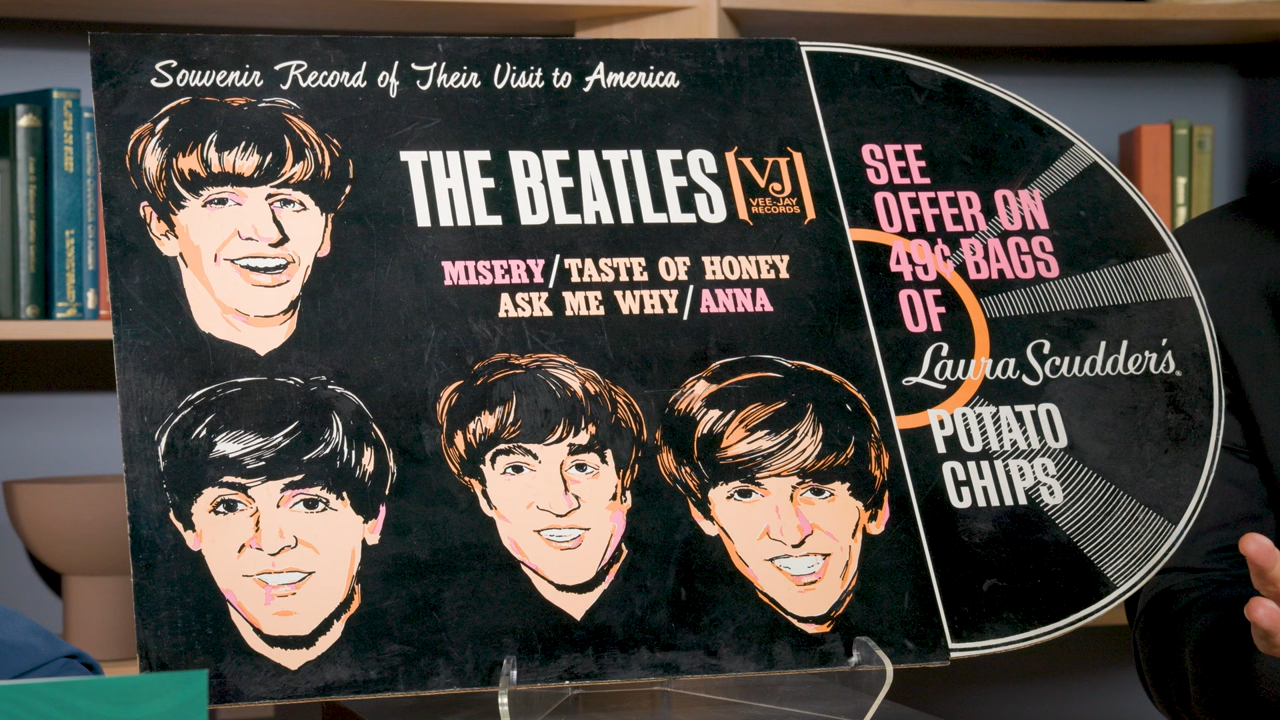 Souvenir Record of Their Visit to America
THE BEATLES
VJ
VEE-JAY
RECORDS
MISERY/TASTE OF HONEY
ASK ME WHY/ANNA
SEE
OFFER ON
49¢ BAGS
OF
Laura Scudder's.
POTATO
CHIPS